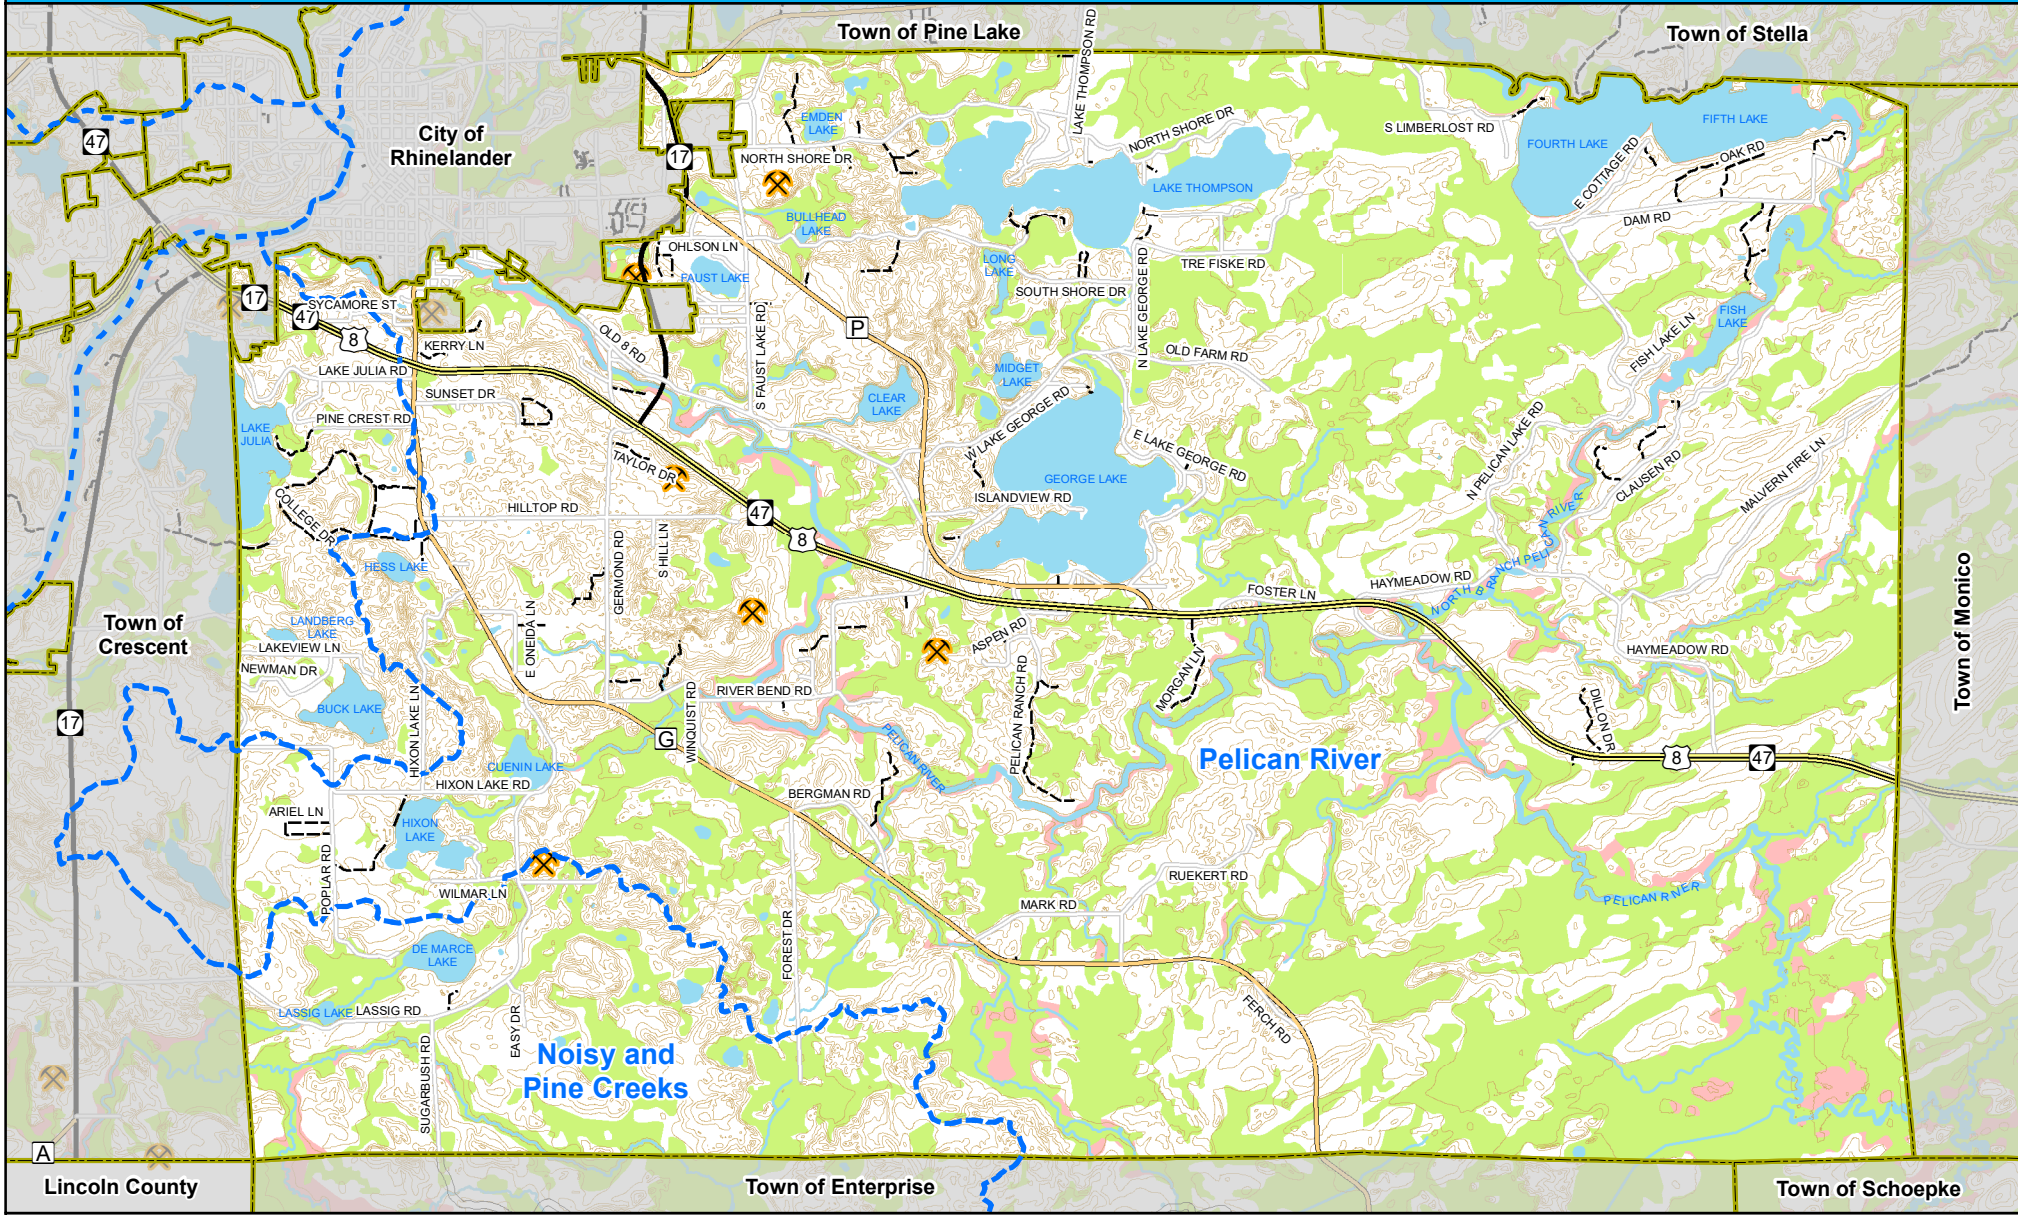 Town of Pine Lake
Town of Stella
LAKE THOMPSON RD
City of
Rhinelander
47
17
EMDEN
LAKE
NORTH SHORE DR
NORTH SHORE DR
S LIMBERLOST RD
FOURTH LAKE
FIFTH LAKE
OAK RD
E COTTAGE RD
DAM RD
LAKE THOMPSON
BULLHEAD
LAKE
OHLSON LN
FAUST LAKE
LONG
LAKE
SOUTH SHORE DR
TRE FISKE RD
N LAKE GEORGE RD
17
SYCAMORE ST
47
8
KERRY LN
OLD 8 RD
S FAUST LAKE RD
P
FISH
LAKE
FISH LAKE LN
OLD FARM RD
LAKE JULIA RD
SUNSET DR
MIDGET
LAKE
CLEAR
LAKE
W LAKE GEORGE RD
PINE CREST RD
LAKE
JULIA
E LAKE GEORGE RD
N PELICAN LAKE RD
TAYLOR DR
GEORGE LAKE
CLAUSEN RD
MALVERN FIRE LN
ISLANDVIEW RD
COLLEGE DR
HILLTOP RD
47
8
NORTH BRANCH PELICAN RIVER
GERMOND RD
S HILL LN
HESS LAKE
HAYMEADOW RD
FOSTER LN
Town of Monico
Town of
Crescent
LANDBERG
LAKE
LAKEVIEW LN
NEWMAN DR
E ONEIDA LN
ASPEN RD
HAYMEADOW RD
MORGAN LN
PELICAN RANCH RD
RIVER BEND RD
WINQUIST RD
BUCK LAKE
HIXON LAKE LN
DILLON DR
17
G
PELICAN RIVER
Pelican River
8
47
CUENIN LAKE
HIXON LAKE RD
BERGMAN RD
ARIEL LN
HIXON
LAKE
POPLAR RD
WILMAR LN
RUEKERT RD
MARK RD
PELICAN RIVER
DE MARCE
LAKE
FOREST DR
LASSIG LAKE
LASSIG RD
EASY DR
FERCH RD
SUGARBUSH RD
Noisy and
Pine Creeks
A
Lincoln County
Town of Enterprise
Town of Schoepke